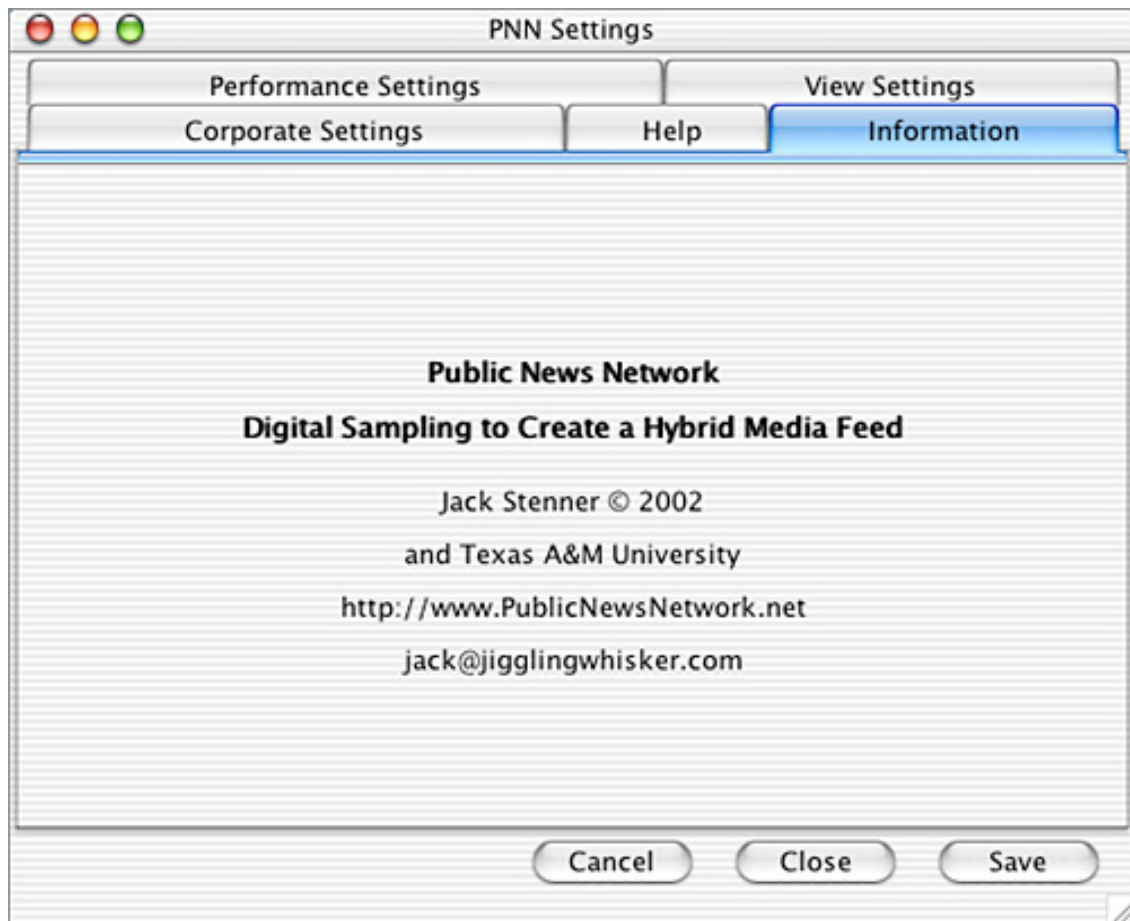 PNN Settings
Performance Settings
View Settings
Corporate Settings
Help
Information
Public News Network
Digital Sampling to Create a Hybrid Media Feed
Jack Stenner © 2002
and Texas A&M University
http://www.PublicNewsNetwork.net
jack@jigglingwhisker.com
Cancel
Close
Save